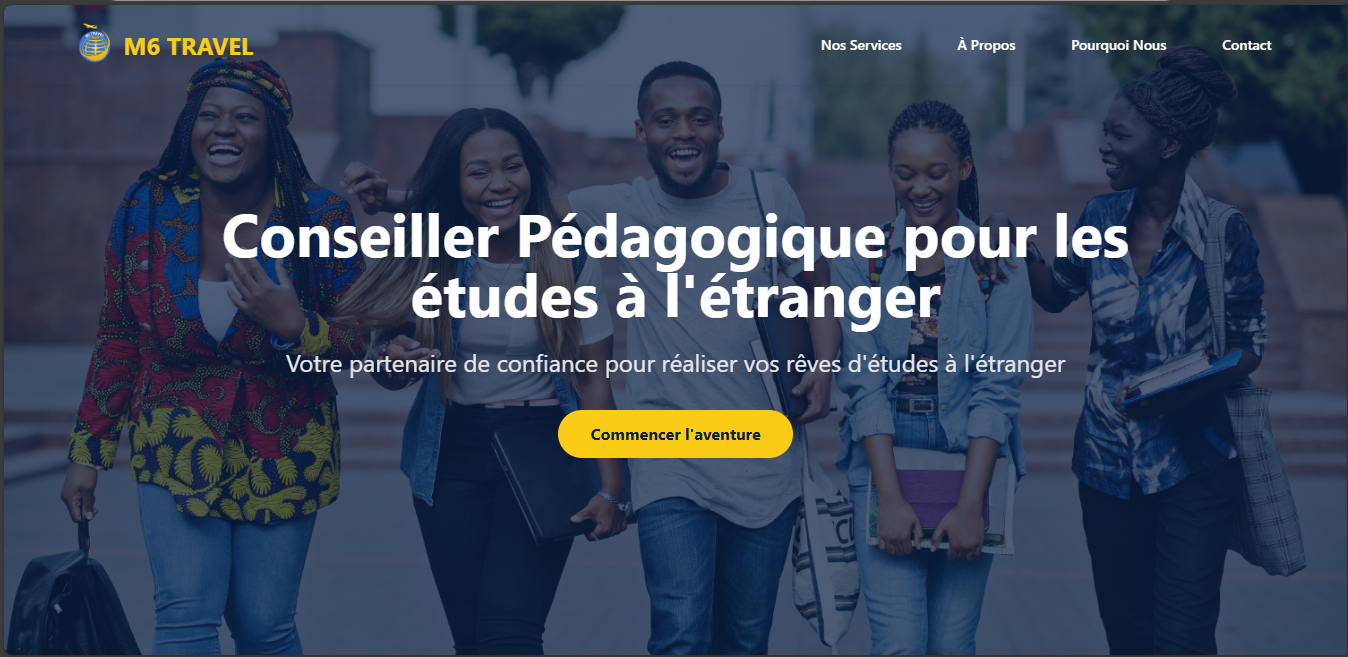 M6 TRAVEL
Nos Services
À Propos
Pourquoi Nous
Contact
Conseiller Pédagogique pour les
études à l'étranger
Votre partenaire de confiance pour réaliser vos rêves d'études à l'étranger
Commencer l'aventure